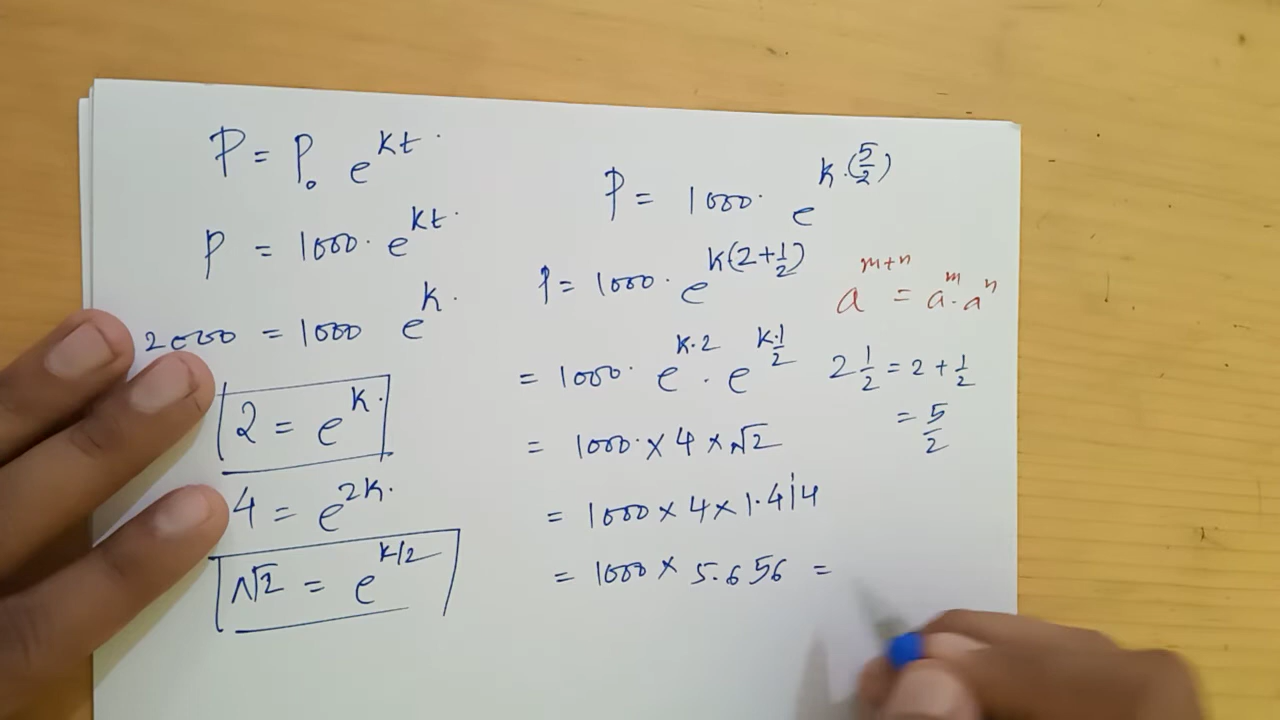 P = P₀ e^{kt}.
P = 1000. e^{kt}.
2000 = 1000 e^{k}.
2 = e^{k}.
4 = e^{2k}.
√2 = e^{k/2}
P = 1000. e^{k.(5/2)}
P = 1000. e^{k(2+1/2)}
= 1000. e^{k.2} . e^{k.1/2}
= 1000. × 4 × √2
= 1000 × 4 × 1.414
= 1000 × 5.656 =
a^{m+n} = a^{m}. a^{n}
2 1/2 = 2 + 1/2
= 5/2